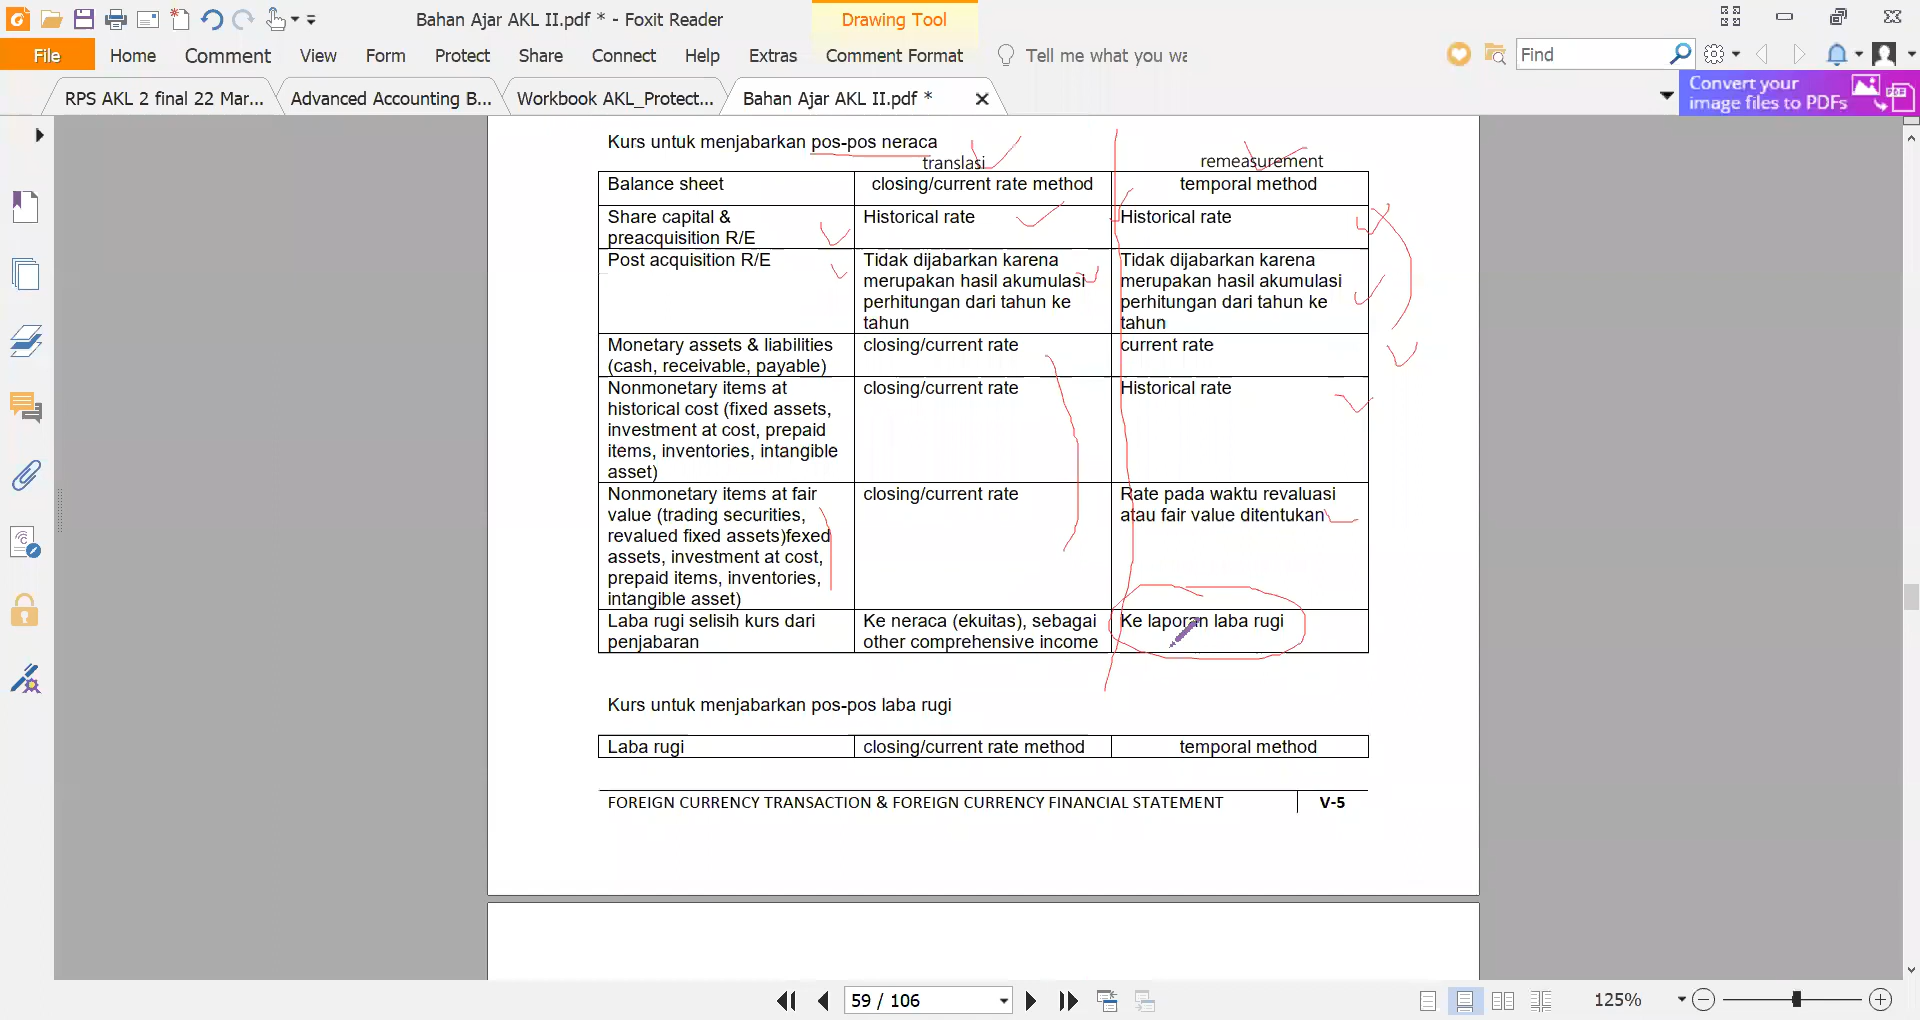 Bahan Ajar AKL II.pdf * - Foxit Reader
Drawing Tool
File
Home
Comment
View
Form
Protect
Share
Connect
Help
Extras
Comment Format
Tell me what you wa
Find
RPS AKL 2 final 22 Mar...
Advanced Accounting B...
Workbook AKL_Protect...
Bahan Ajar AKL II.pdf *
Convert your
image files to PDFs
Kurs untuk menjabarkan pos-pos neraca
translasi
remeasurement
Balance sheet
closing/current rate method
temporal method
Share capital &
preacquisition R/E
Historical rate
Historical rate
Post acquisition R/E
Tidak dijabarkan karena
merupakan hasil akumulasi
perhitungan dari tahun ke
tahun
Tidak dijabarkan karena
merupakan hasil akumulasi
perhitungan dari tahun ke
tahun
Monetary assets & liabilities
(cash, receivable, payable)
closing/current rate
current rate
Nonmonetary items at
historical cost (fixed assets,
investment at cost, prepaid
items, inventories, intangible
asset)
closing/current rate
Historical rate
Nonmonetary items at fair
value (trading securities,
revalued fixed assets)fexed
assets, investment at cost,
prepaid items, inventories,
intangible asset)
closing/current rate
Rate pada waktu revaluasi
atau fair value ditentukan
Laba rugi selisih kurs dari
penjabaran
Ke neraca (ekuitas), sebagai
other comprehensive income
Ke laporan laba rugi
Kurs untuk menjabarkan pos-pos laba rugi
Laba rugi
closing/current rate method
temporal method
FOREIGN CURRENCY TRANSACTION & FOREIGN CURRENCY FINANCIAL STATEMENT
V-5
59 / 106
125%